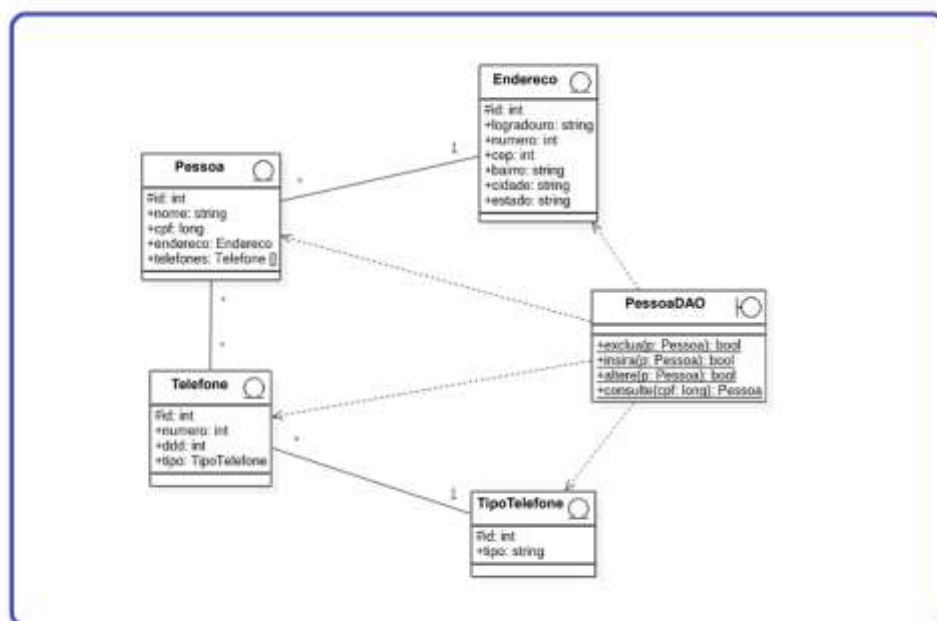 Endereco
#id: int
+logradouro: string
+numero: int
+cep: int
+bairro: string
+cidade: string
+estado: string
1
*
Pessoa
#id: int
+nome: string
+cpf: long
+endereco: Endereco
+telefones: Telefone []
*
*
PessoaDAO
+exclua(p: Pessoa): bool
+insira(p: Pessoa): bool
+altere(p: Pessoa): bool
+consulte(cpf: long): Pessoa
Telefone
#id: int
+numero: int
+ddd: int
+tipo: TipoTelefone
*
1
TipoTelefone
#id: int
+tipo: string